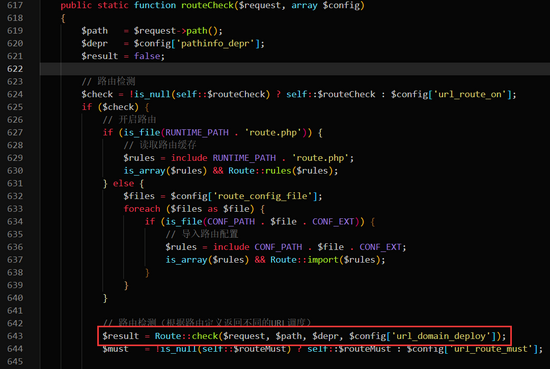 617 public static function routeCheck($request, array $config)
618 {
619 $path = $request->path();
620 $depr = $config['pathinfo_depr'];
621 $result = false;
622
623 // 路由检测
624 $check = !is_null(self::$routeCheck) ? self::$routeCheck : $config['url_route_on'];
625 if ($check) {
626 // 开启路由
627 if (is_file(RUNTIME_PATH . 'route.php')) {
628 // 读取路由缓存
629 $rules = include RUNTIME_PATH . 'route.php';
630 is_array($rules) && Route::rules($rules);
631 } else {
632 $files = $config['route_config_file'];
633 foreach ($files as $file) {
634 if (is_file(CONF_PATH . $file . CONF_EXT)) {
635 // 导入路由配置
636 $rules = include CONF_PATH . $file . CONF_EXT;
637 is_array($rules) && Route::import($rules);
638 }
639 }
640 }
641
642 // 路由检测（根据路由定义返回不同的URL调度）
643 $result = Route::check($request, $path, $depr, $config['url_domain_deploy']);
644 $must = !is_null(self::$routeMust) ? self::$routeMust : $config['url_route_must'];